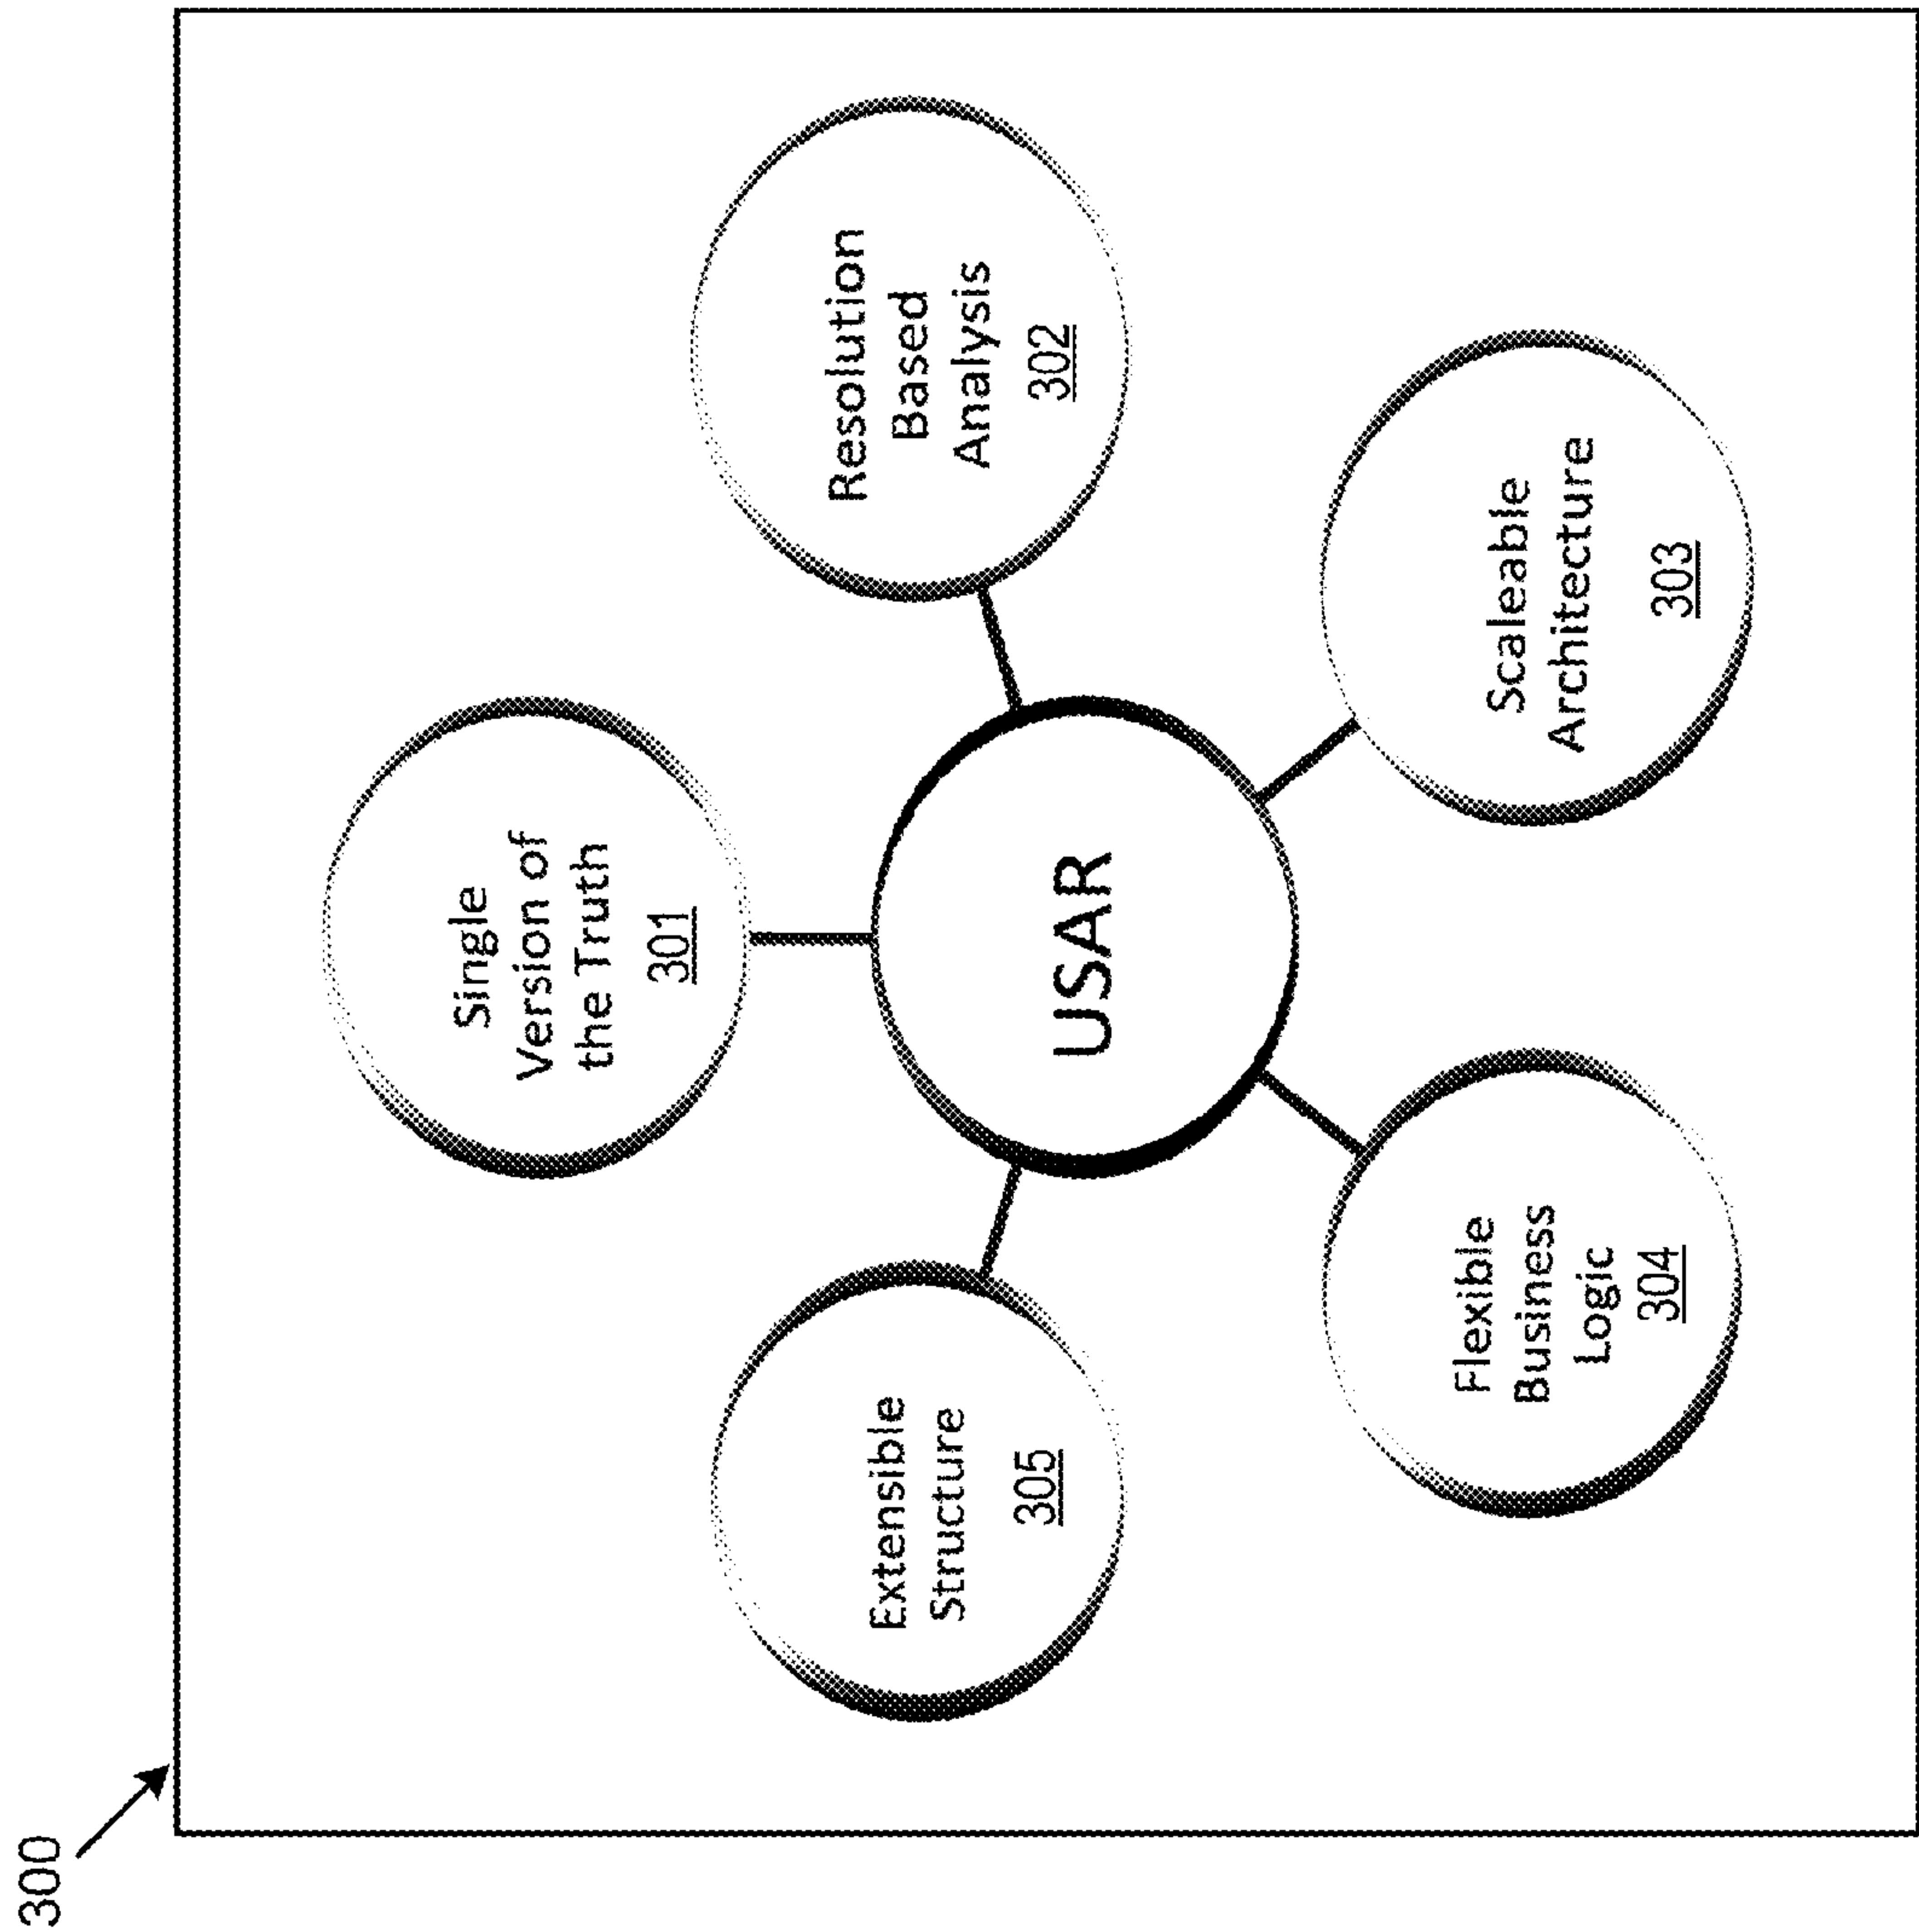 300
Single
Version of
the Truth
301
Resolution
Based
Analysis
302
USAR
Extensible
Structure
305
Scaleable
Architecture
303
Flexible
Business
Logic
304